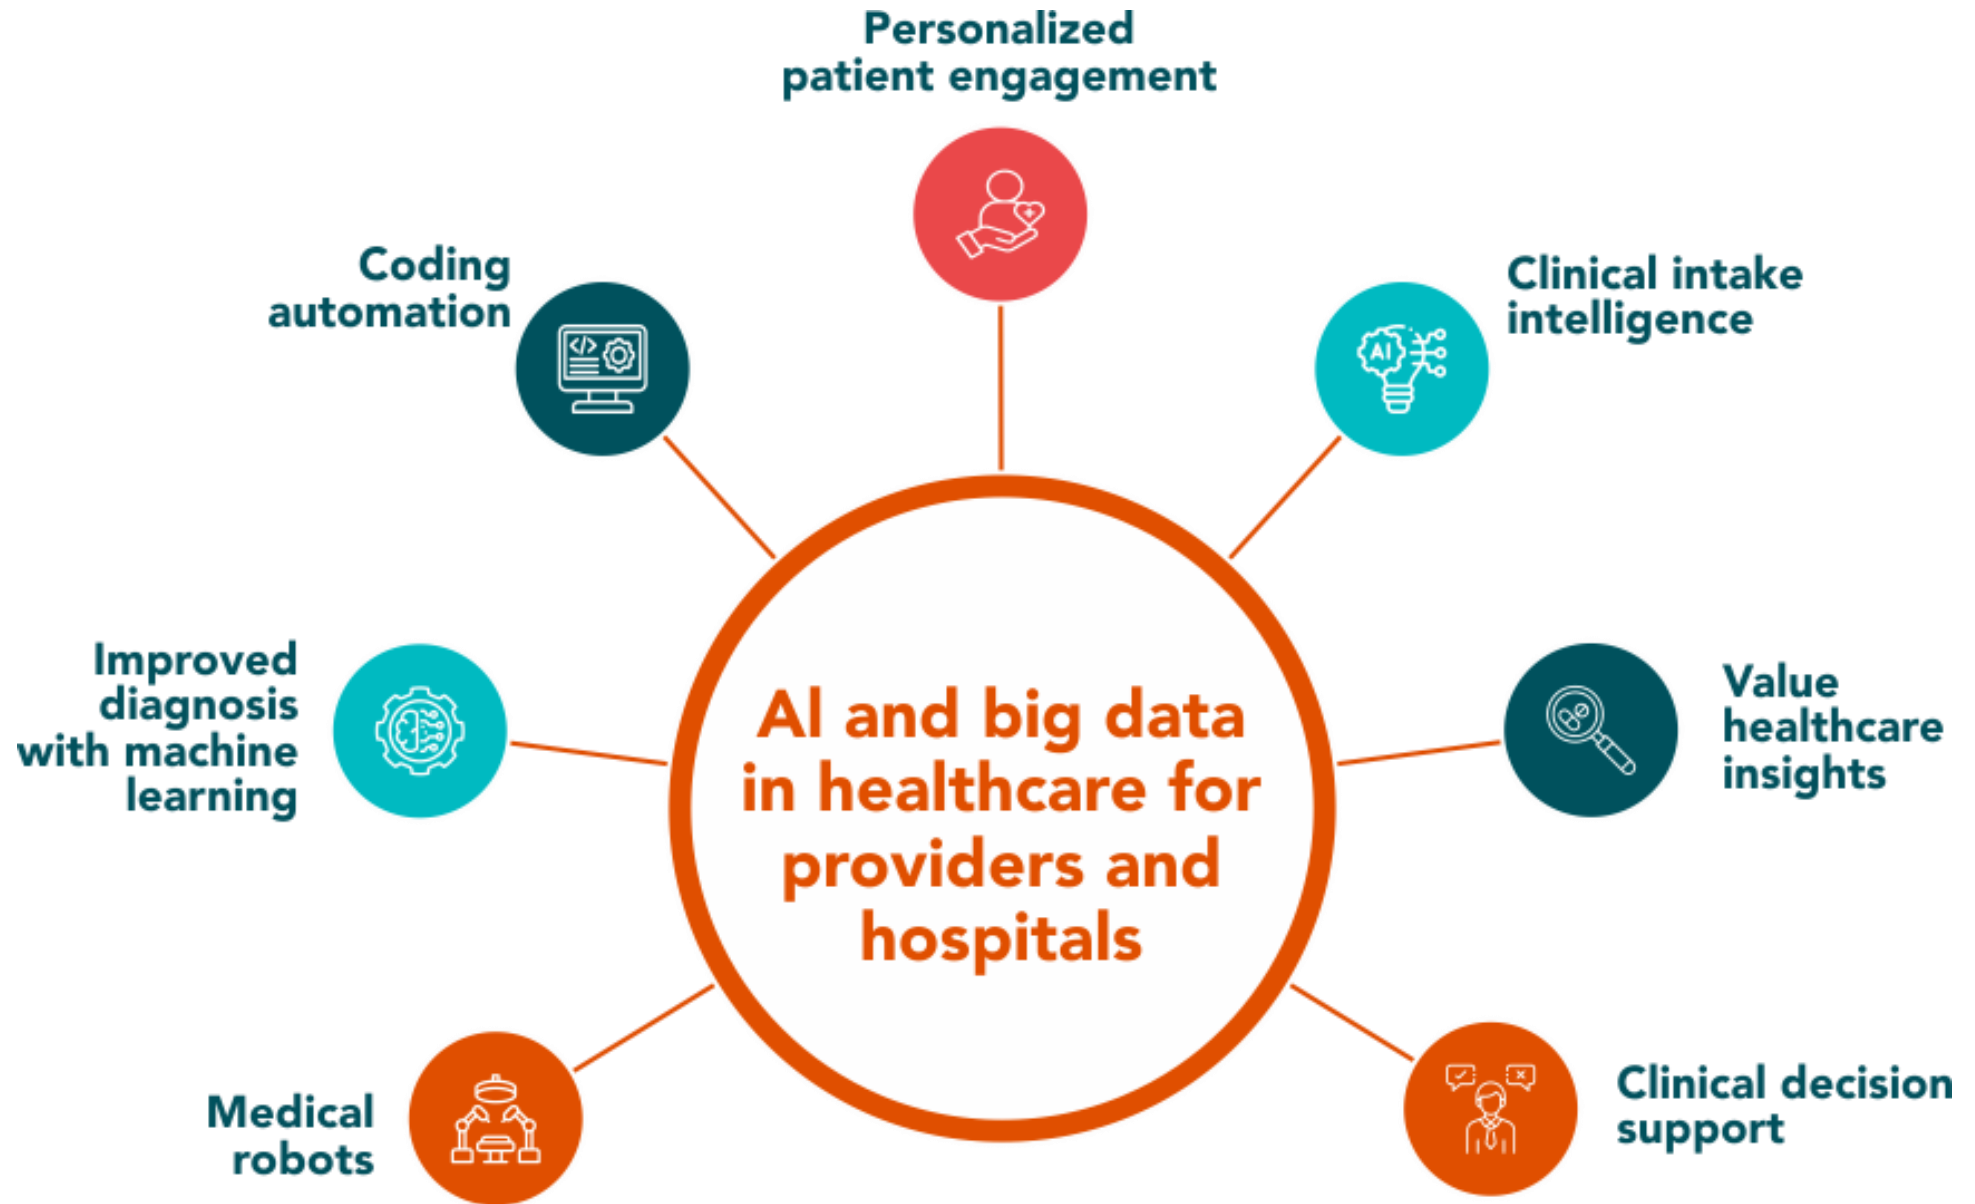 Personalized
patient engagement
Coding
automation
</>
Clinical intake
intelligence
AI
Improved
diagnosis
with machine
learning
AI and big data
in healthcare for
providers and
hospitals
Value
healthcare
insights
Medical
robots
Clinical decision
support